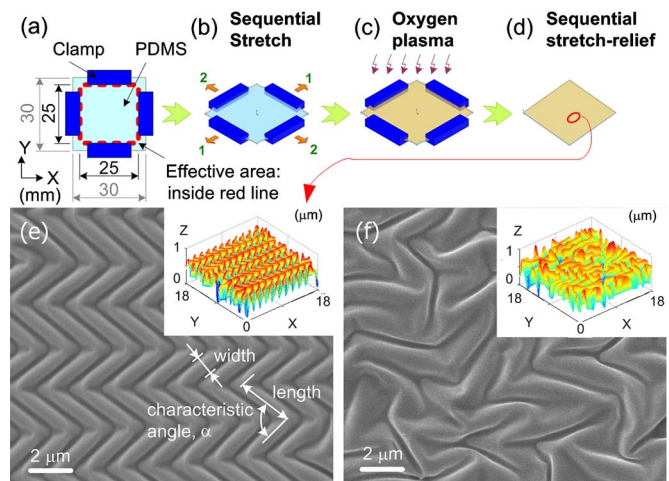 (a)
Clamp
PDMS
30
25
Y
X
(mm)
25
30
Effective area:
inside red line
(b)
Sequential
Stretch
2
1
1
2
(c)
Oxygen
plasma
(d)
Sequential
stretch-relief
(e)
(μm)
Z
1
0
18
Y
0
X
18
width
length
characteristic
angle, α
2 μm
(f)
(μm)
Z
1
0
18
Y
0
X
18
2 μm